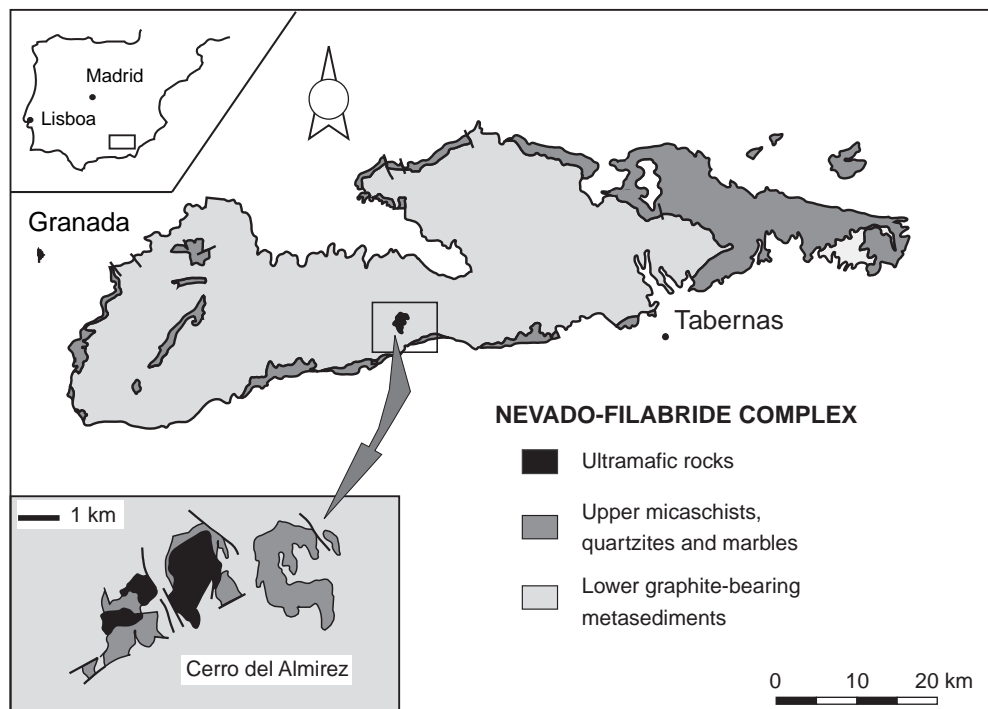 Madrid
Lisboa
Granada
Tabernas
NEVADO-FILABRIDE COMPLEX
Ultramafic rocks
Upper micaschists,
quartzites and marbles
Lower graphite-bearing
metasediments
1 km
Cerro del Almirez
0 10 20 km